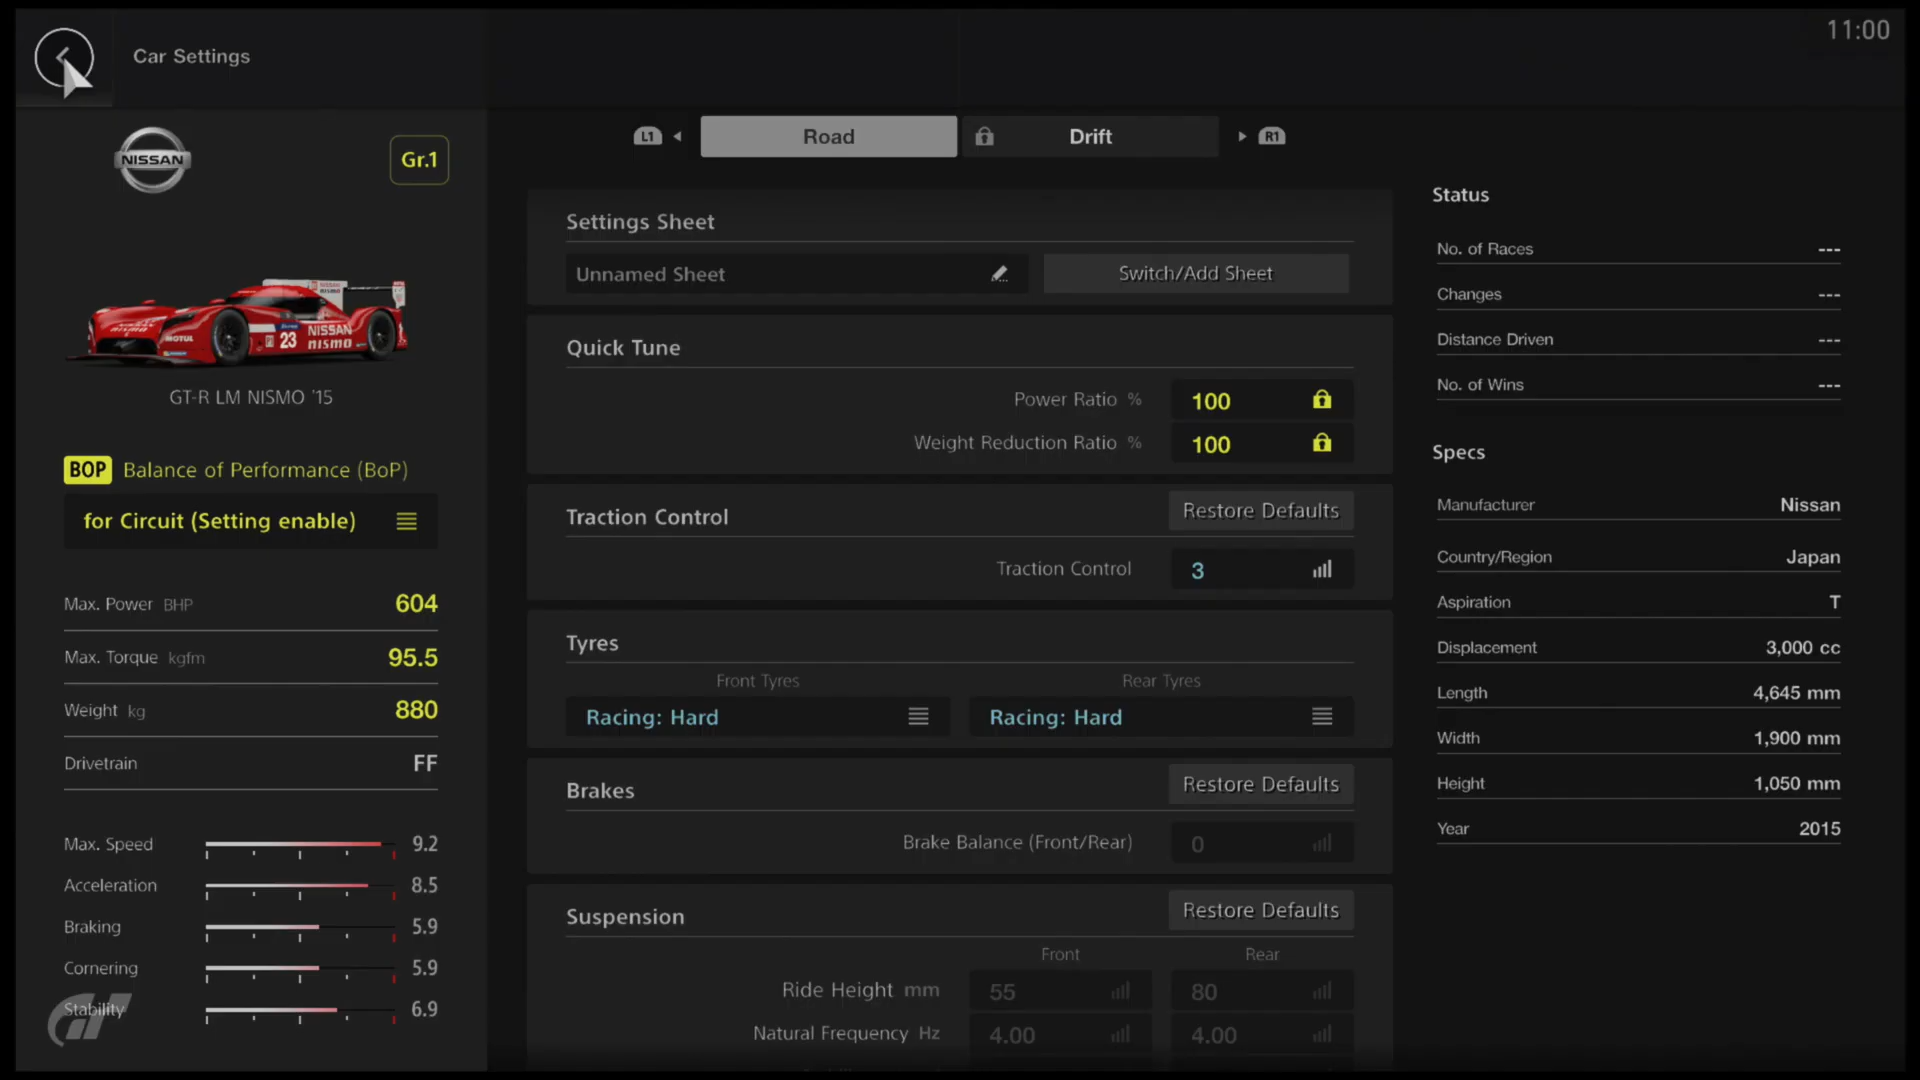 11:00
Car Settings
L1
Road
Drift
R1
NISSAN
Gr.1
Status
Settings Sheet
Unnamed Sheet
Switch/Add Sheet
No. of Races ---
Changes ---
Distance Driven ---
No. of Wins ---
Quick Tune
Power Ratio % 100
Weight Reduction Ratio % 100
MOTUL
23
NISSAN
nismo
GT-R LM NISMO '15
BOP Balance of Performance (BoP)
for Circuit (Setting enable)
Max. Power BHP 604
Max. Torque kgfm 95.5
Weight kg 880
Drivetrain FF
Max. Speed 9.2
Acceleration 8.5
Braking 5.9
Cornering 5.9
Stability 6.9
Traction Control
Restore Defaults
Traction Control 3
Tyres
Front Tyres
Rear Tyres
Racing: Hard
Racing: Hard
Brakes
Restore Defaults
Brake Balance (Front/Rear) 0
Suspension
Restore Defaults
Front
Rear
Ride Height mm 55 80
Natural Frequency Hz 4.00 4.00
Specs
Manufacturer Nissan
Country/Region Japan
Aspiration T
Displacement 3,000 cc
Length 4,645 mm
Width 1,900 mm
Height 1,050 mm
Year 2015
GT